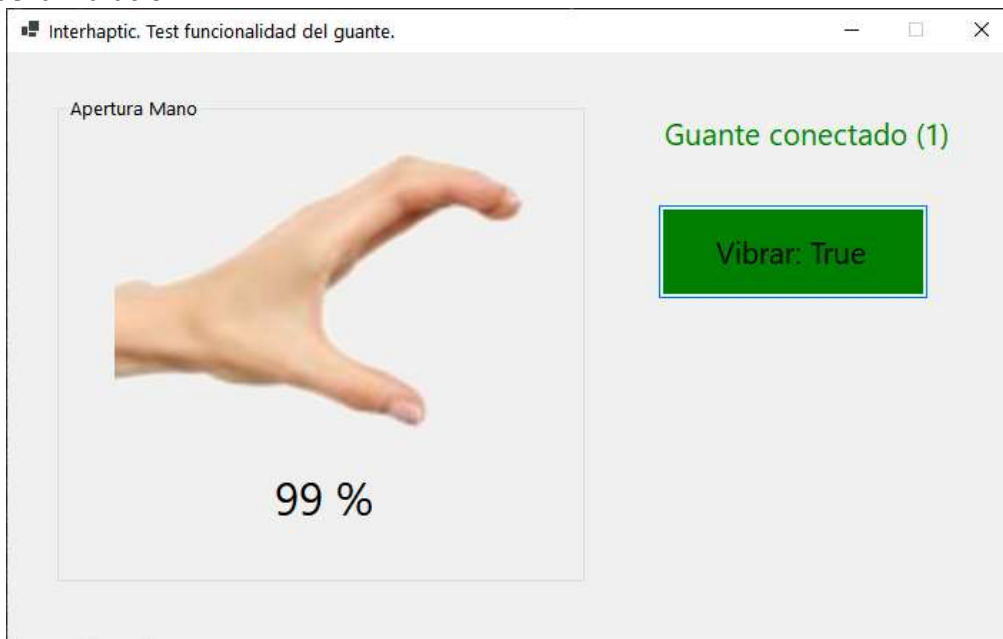 Interhaptic. Test funcionalidad del guante.
Apertura Mano
Guante conectado (1)
Vibrar: True
99 %